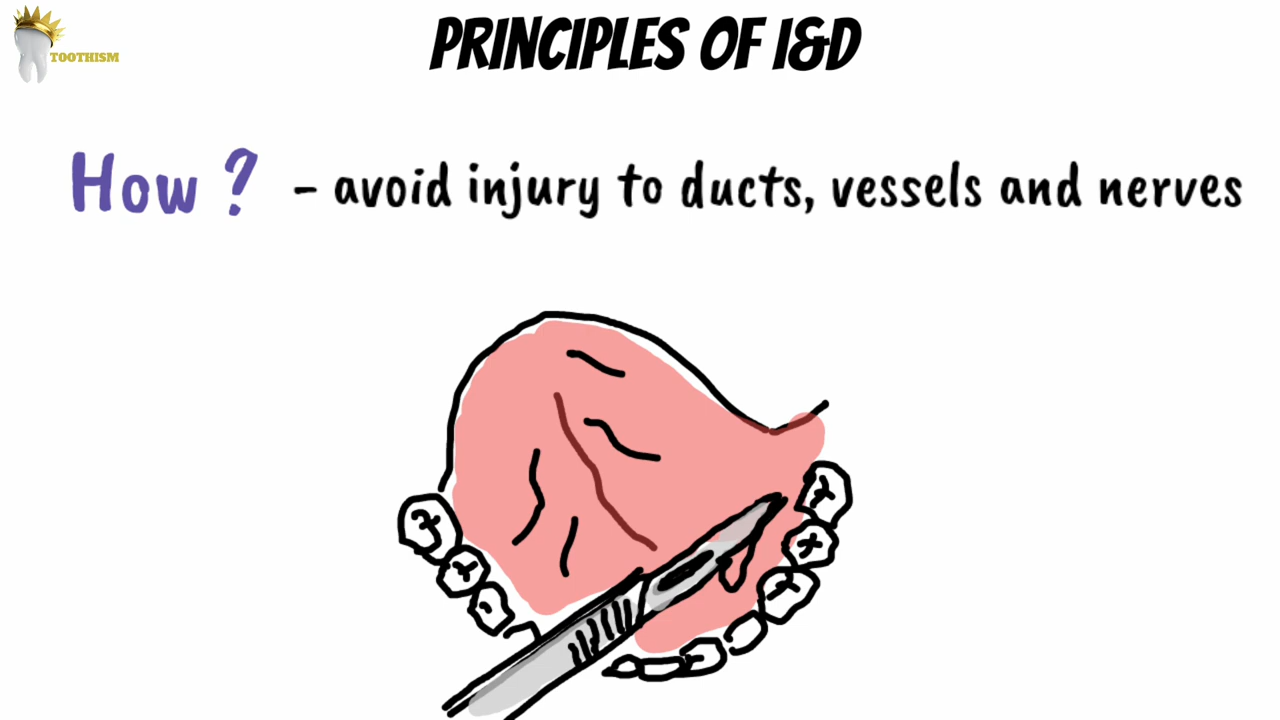 TOOTHISM
PRINCIPLES OF I&D
How ? - avoid injury to ducts, vessels and nerves